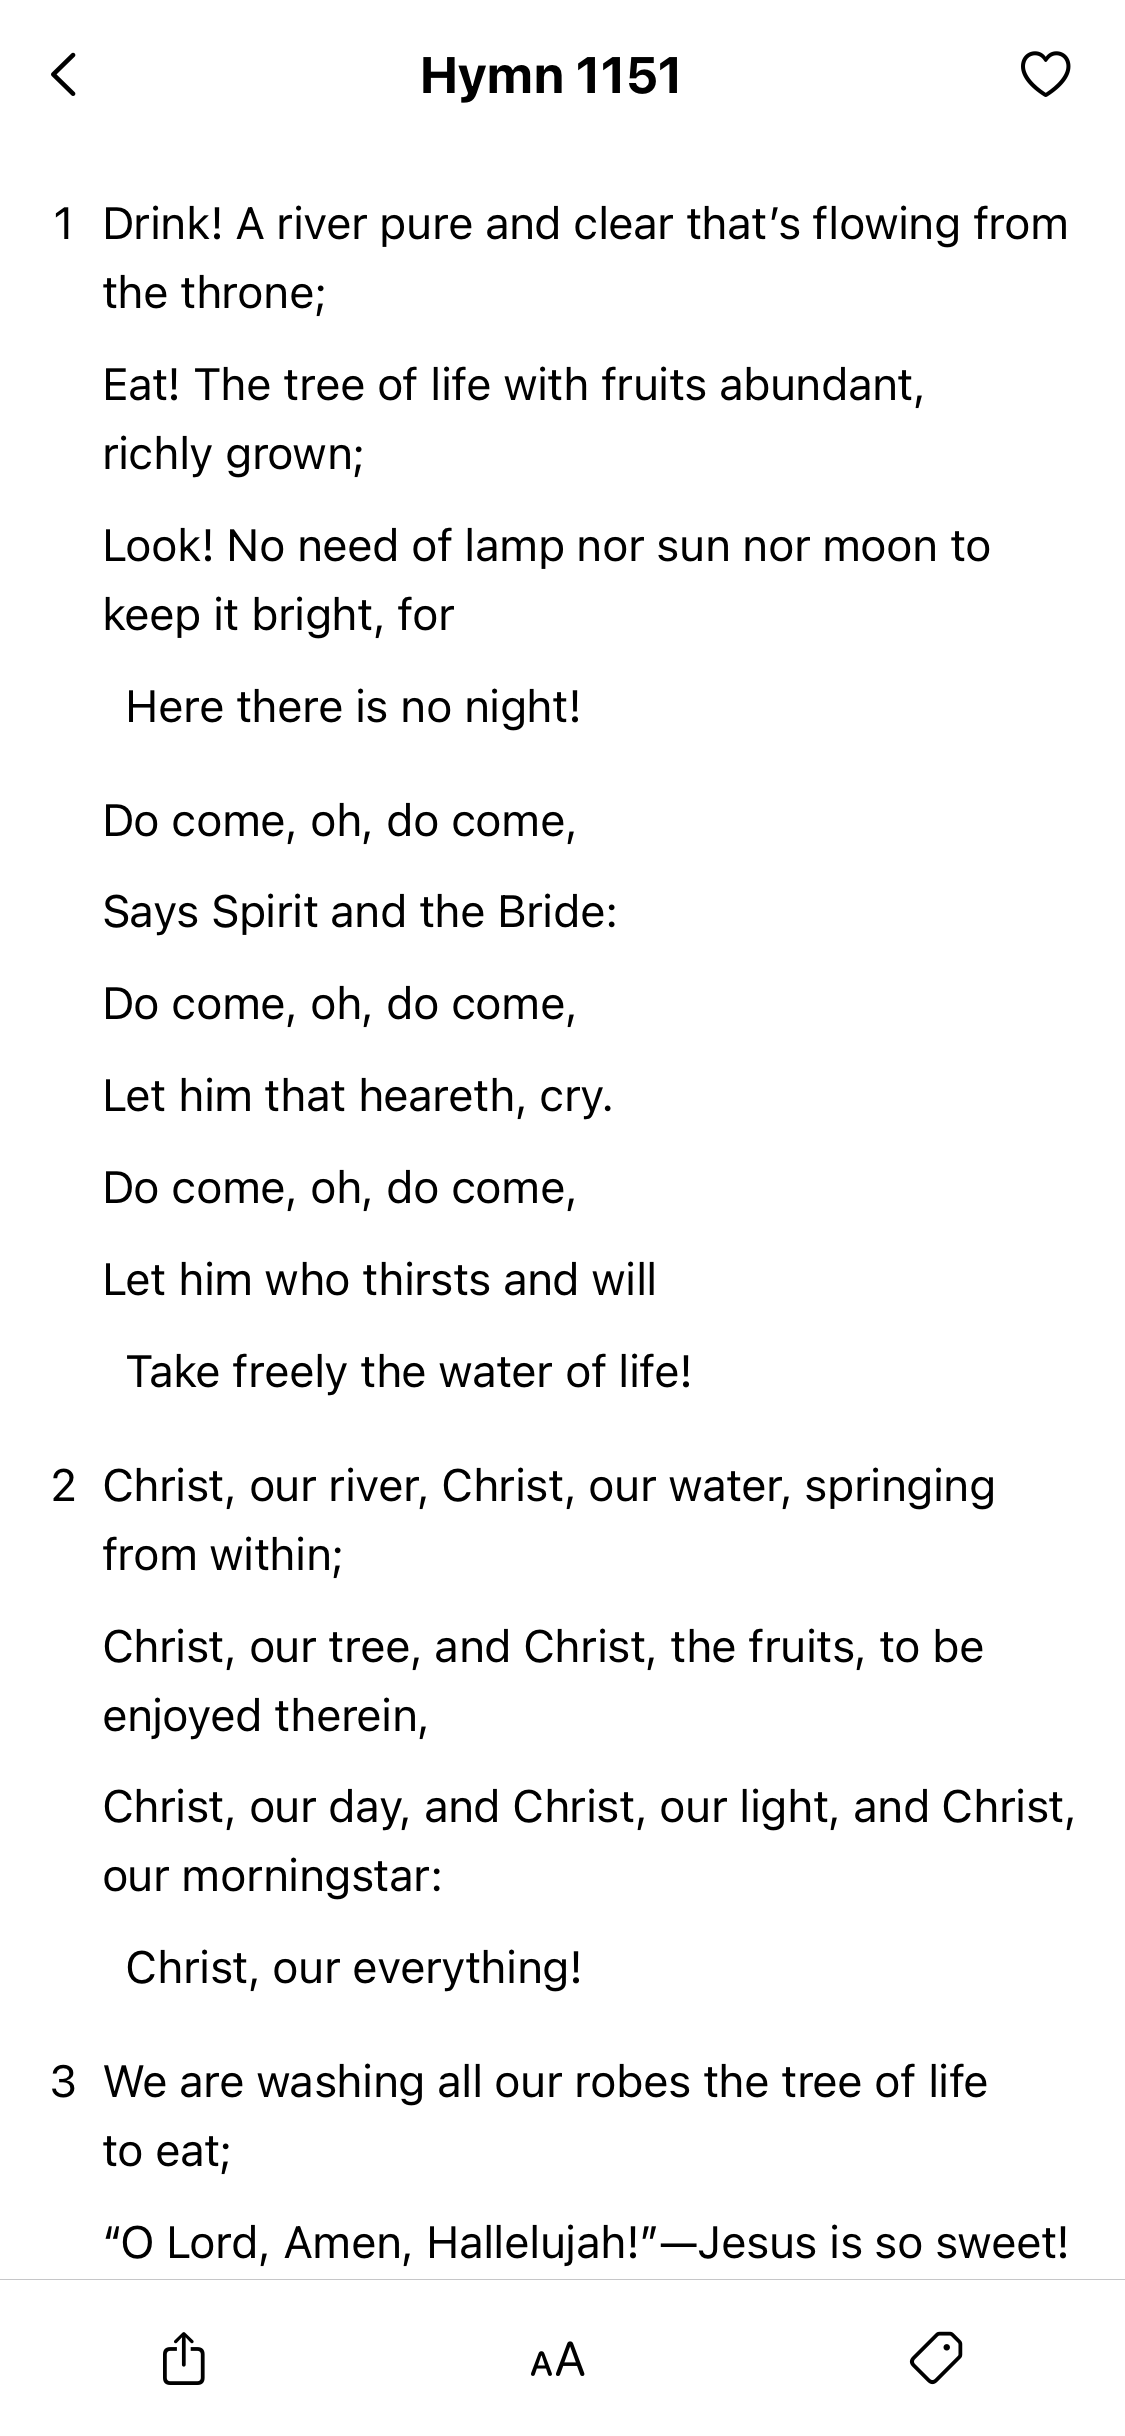 Hymn 1151
1 Drink! A river pure and clear that’s flowing from
the throne;
Eat! The tree of life with fruits abundant,
richly grown;
Look! No need of lamp nor sun nor moon to
keep it bright, for
Here there is no night!
Do come, oh, do come,
Says Spirit and the Bride:
Do come, oh, do come,
Let him that heareth, cry.
Do come, oh, do come,
Let him who thirsts and will
Take freely the water of life!
2 Christ, our river, Christ, our water, springing
from within;
Christ, our tree, and Christ, the fruits, to be
enjoyed therein,
Christ, our day, and Christ, our light, and Christ,
our morningstar:
Christ, our everything!
3 We are washing all our robes the tree of life
to eat;
“O Lord, Amen, Hallelujah!”—Jesus is so sweet!
AA